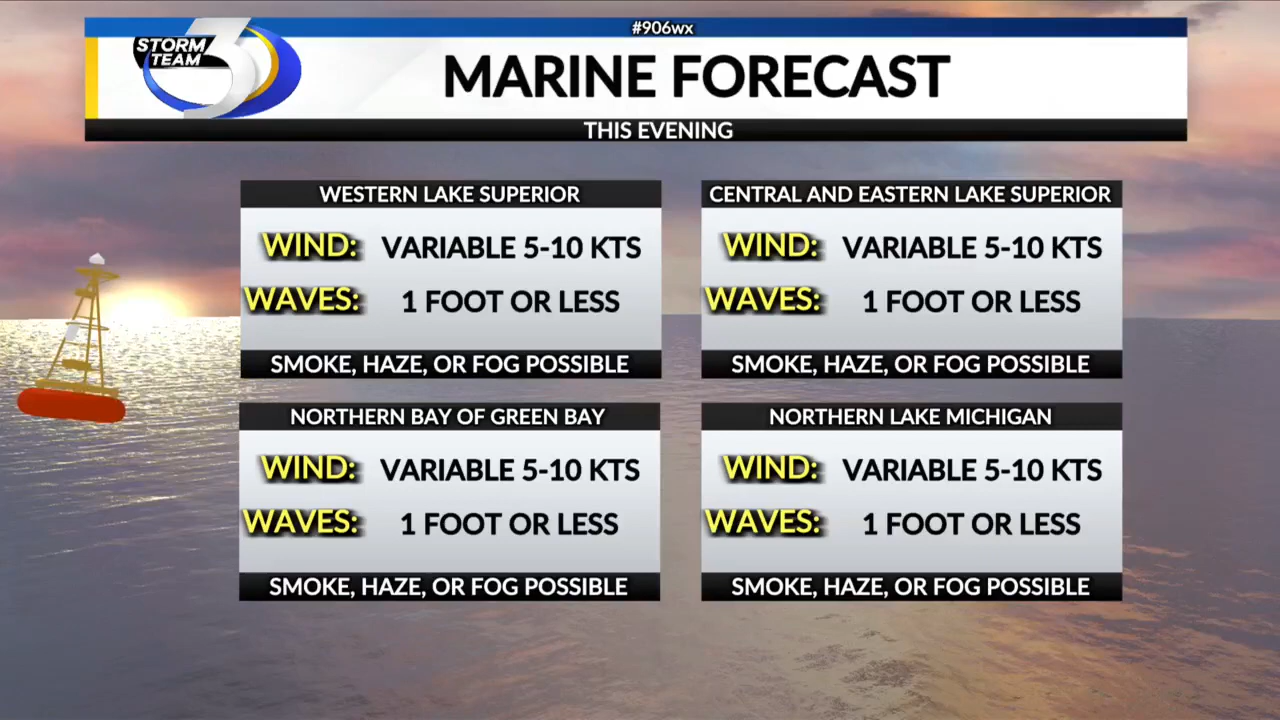 #906wx
STORM
TEAM
3
MARINE FORECAST
THIS EVENING
WESTERN LAKE SUPERIOR
WIND: VARIABLE 5-10 KTS
WAVES: 1 FOOT OR LESS
SMOKE, HAZE, OR FOG POSSIBLE
CENTRAL AND EASTERN LAKE SUPERIOR
WIND: VARIABLE 5-10 KTS
WAVES: 1 FOOT OR LESS
SMOKE, HAZE, OR FOG POSSIBLE
NORTHERN BAY OF GREEN BAY
WIND: VARIABLE 5-10 KTS
WAVES: 1 FOOT OR LESS
SMOKE, HAZE, OR FOG POSSIBLE
NORTHERN LAKE MICHIGAN
WIND: VARIABLE 5-10 KTS
WAVES: 1 FOOT OR LESS
SMOKE, HAZE, OR FOG POSSIBLE